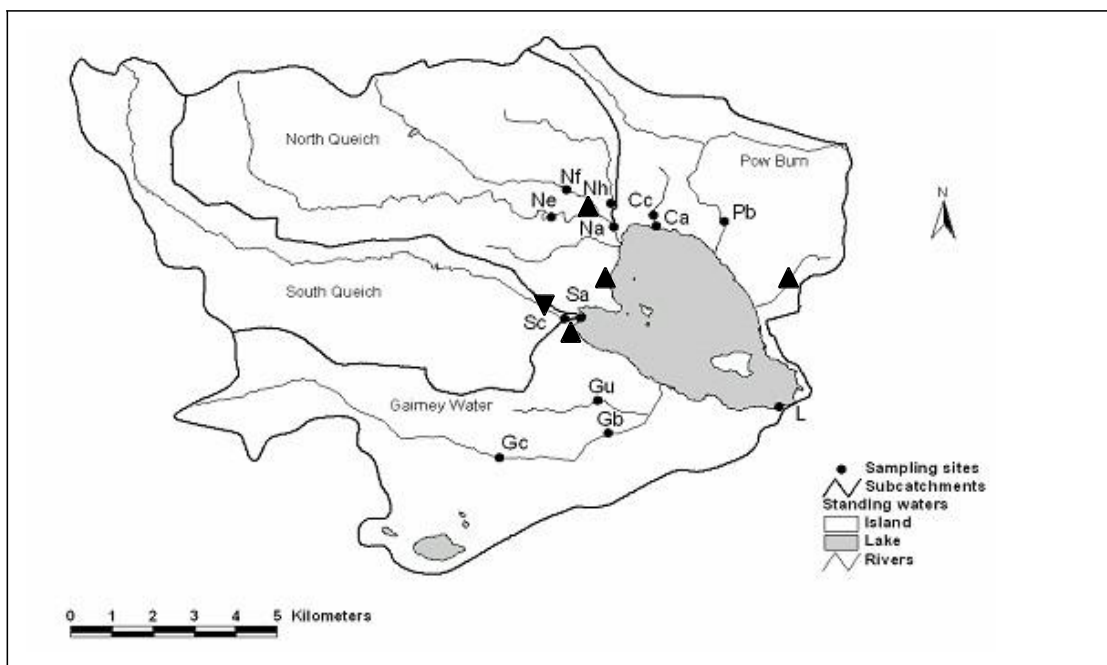 North Queich
Pow Burn
Nf
Nh
Ne
Na
Cc
Ca
Pb
N
South Queich
Sa
Sc
Gairney Water
Gu
Gb
Gc
L
Sampling sites
Subcatchments
Standing waters
Island
Lake
Rivers
0 1 2 3 4 5 Kilometers